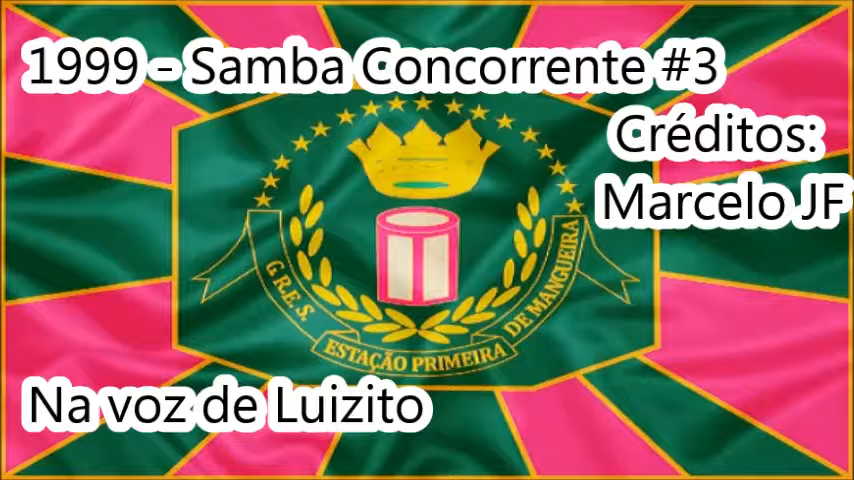 1999 - Samba Concorrente #3
Créditos:
Marcelo JF
G.R.E.S.
ESTAÇÃO PRIMEIRA
DE MANGUEIRA
Na voz de Luizito